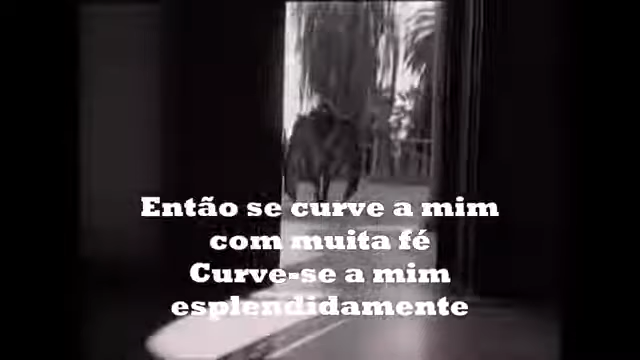 Então se curve a mim
com muita fé
Curve-se a mim
esplendidamente